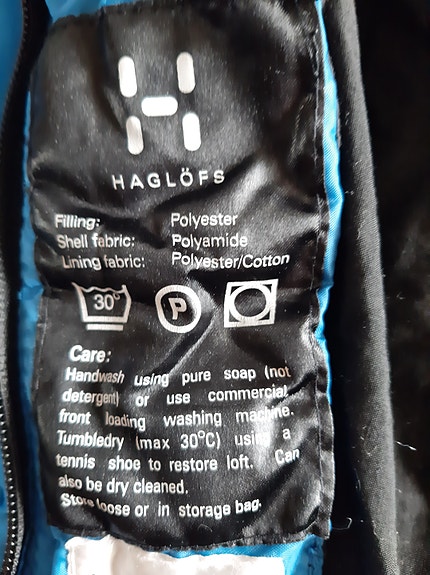 HAGLÖFS
Filling: Polyester
Shell fabric: Polyamide
Lining fabric: Polyester/Cotton
30° P
Care:
Handwash using pure soap (not
detergent) or use commercial
front loading washing machine.
Tumbledry (max 30°C) using a
tennis shoe to restore loft. Can
also be dry cleaned.
Store loose or in storage bag.